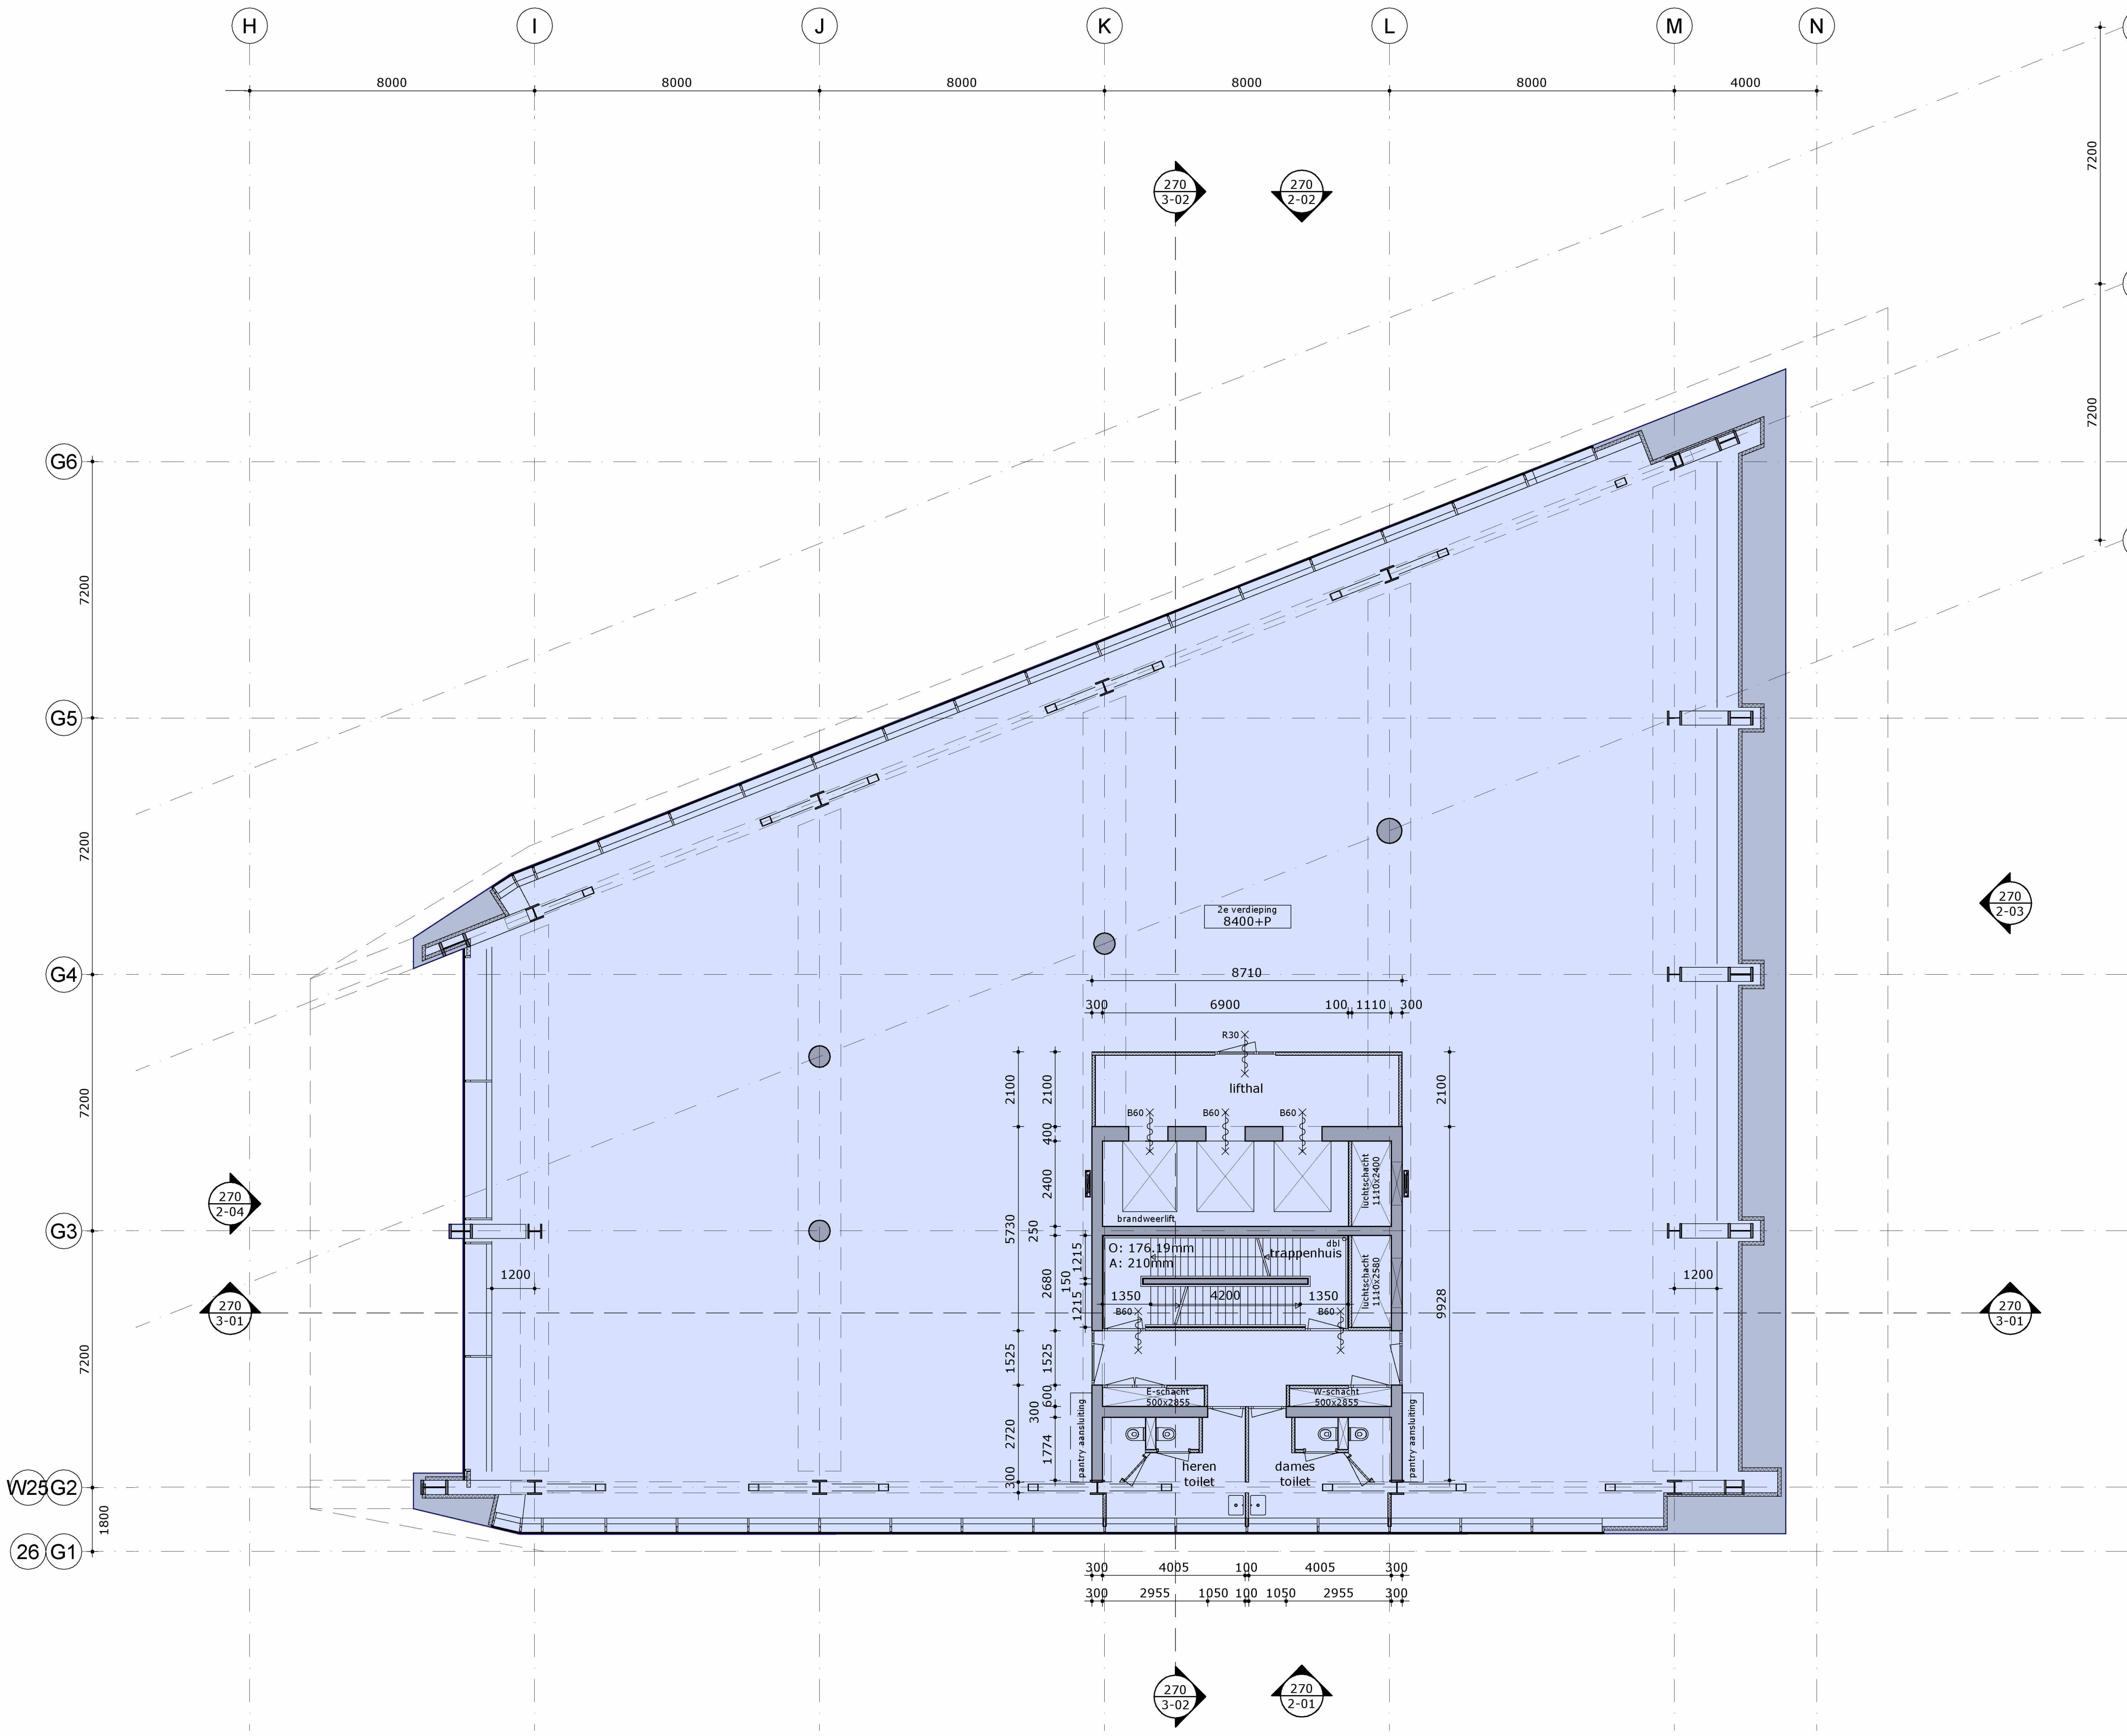 H I J K L M N
8000 8000 8000 8000 8000 4000
7200
270
3-02
270
2-02
7200
G6
7200
G5
7200
2e verdieping
8400+P
270
2-03
G4
8710
300 6900 100 1110 300
R30
lifthal
2100 2100 2100
7200
B60 B60 B60
400
2400
5730
250
luchtschacht
1110x2400
brandweerlift
270
2-04
G3
O: 176.19mm
A: 210mm
dbl
trappenhuis
1215
150
1215
2680
luchtschacht
1110x2580
1200
1200
1350 4200 1350
B60 B60
9928
270
3-01
270
3-01
7200
1525 1525
600
300
E-schacht
500x2855
W-schacht
500x2855
2720
1774
300
pantry aansluiting
pantry aansluiting
heren
toilet
dames
toilet
W25 G2
1800
26 G1
300 4005 100 4005 300
300 2955 1050 100 1050 2955 300
270
3-02
270
2-01